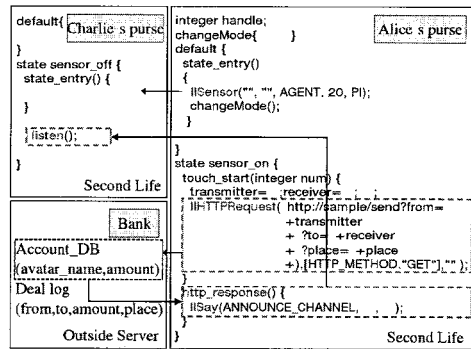 default{
Charlie s purse
}
state sensor_off {
state_entry() {
}
listen();
}
Second Life
Bank
Account_DB
(avatar_name,amount)
Deal log
(from,to,amount,place)
Outside Server
integer handle;
changeMode{ }
Alice s purse
default {
state_entry()
{
llSensor("", "", AGENT. 20, PI);
changeMode();
}
}
state sensor_on {
touch_start(integer num) {
transmitter= ;receiver= ; ;
llHTTPRequest( http://sample/send?from=
+transmitter
+ ?to= +receiver
+ ?place= +place
+),[HTTP_METHOD,"GET"],"" );
}
http_response() {
llSay(ANNOUNCE_CHANNEL, , );
}
}
Second Life